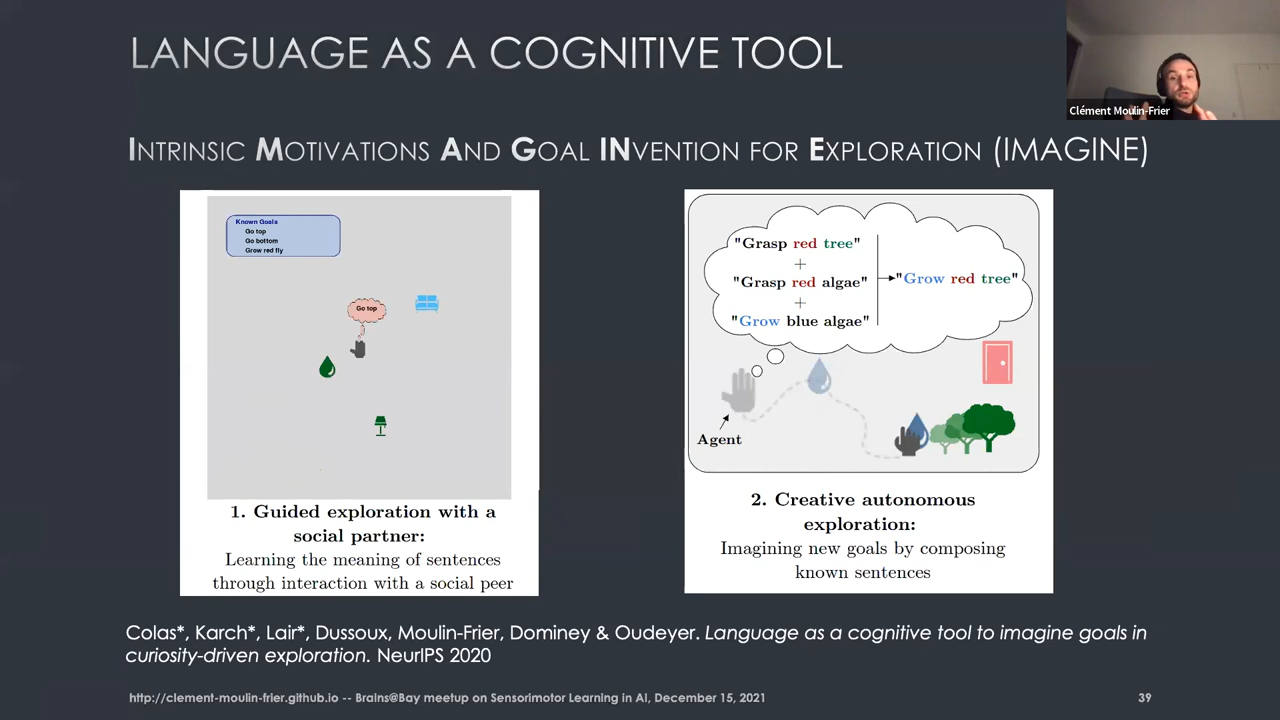 LANGUAGE AS A COGNITIVE TOOL
Clément Moulin-Frier
INTRINSIC MOTIVATIONS AND GOAL INVENTION FOR EXPLORATION (IMAGINE)
Known Goals
Go top
Go bottom
Grow red fly
Go top
1. Guided exploration with a
social partner:
Learning the meaning of sentences
through interaction with a social peer
"Grasp red tree"
+
"Grasp red algae"
+
"Grow blue algae"
"Grow red tree"
Agent
2. Creative autonomous
exploration:
Imagining new goals by composing
known sentences
Colas*, Karch*, Lair*, Dussoux, Moulin-Frier, Dominey & Oudeyer. Language as a cognitive tool to imagine goals in
curiosity-driven exploration. NeurIPS 2020
http://clement-moulin-frier.github.io -- Brains@Bay meetup on Sensorimotor Learning in AI, December 15, 2021
39